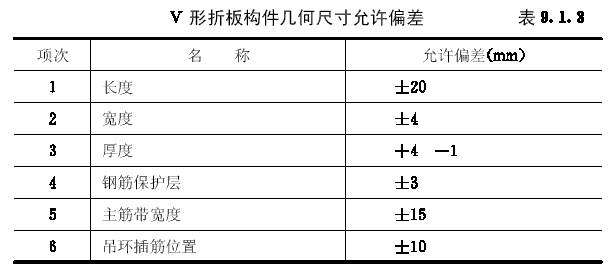 V 形折板构件几何尺寸允许偏差 表 9.1.3
项次 名 称 允许偏差(mm)
1 长度 ±20
2 宽度 ±4
3 厚度 +4 −1
4 钢筋保护层 ±3
5 主筋带宽度 ±15
6 吊环插筋位置 ±10